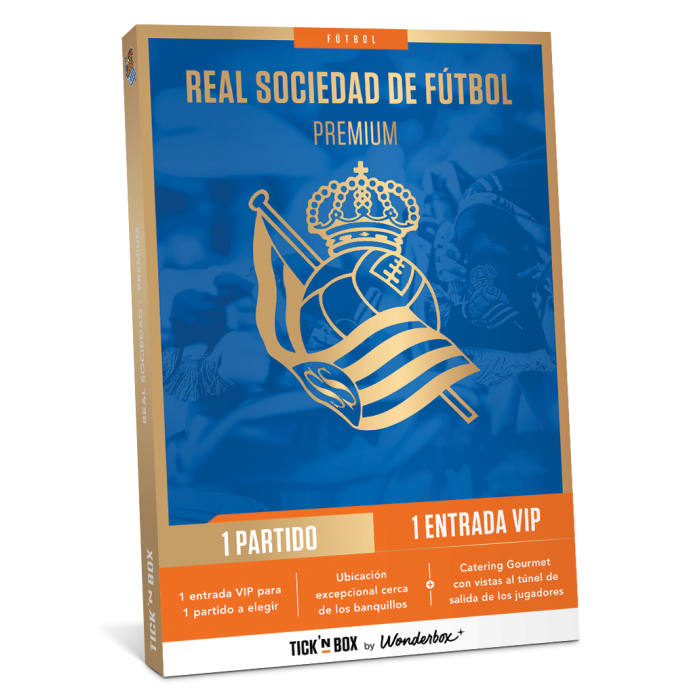 FÚTBOL
REAL SOCIEDAD DE FÚTBOL
PREMIUM
REAL SOCIEDAD - PREMIUM
1 PARTIDO
1 ENTRADA VIP
1 entrada VIP para
1 partido a elegir
Ubicación
excepcional cerca
de los banquillos
+
Catering Gourmet
con vistas al túnel de
salida de los jugadores
TICK'N BOX
TICK'N BOX by Wonderbox+